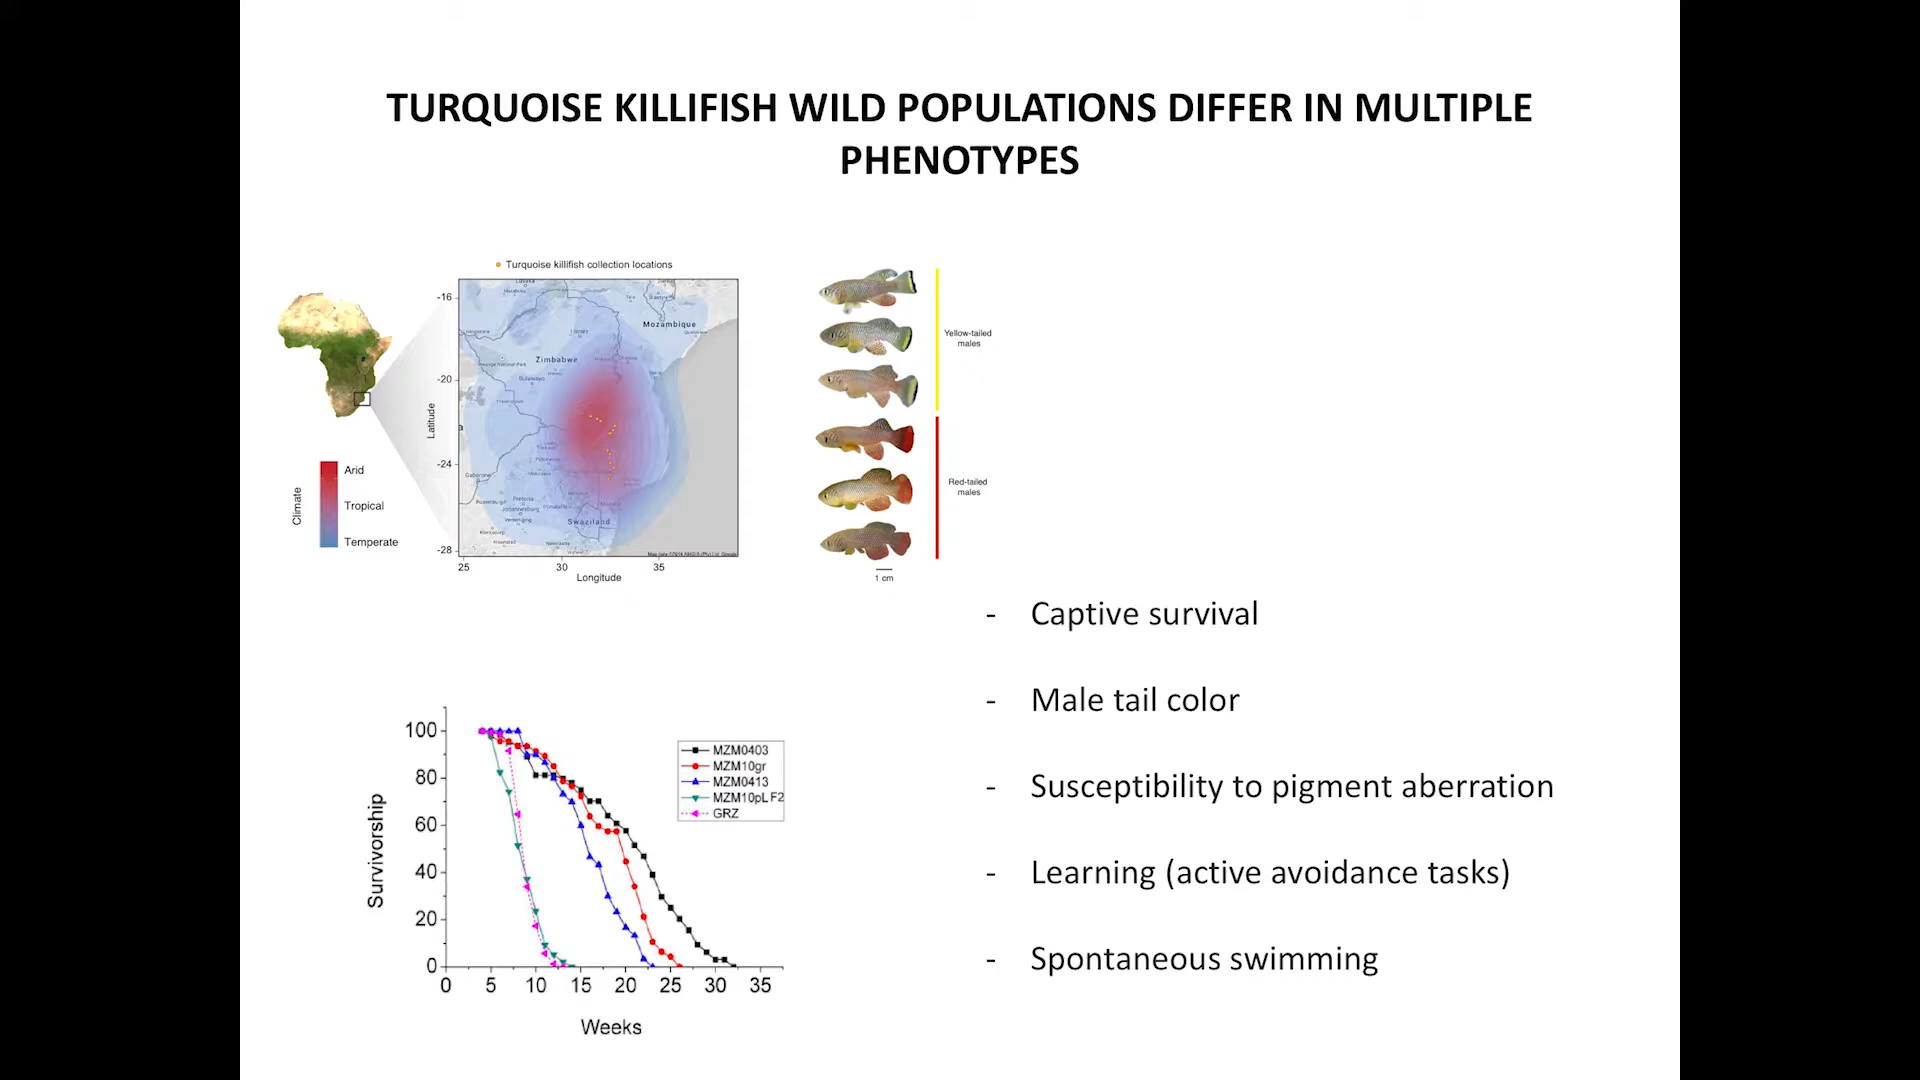 TURQUOISE KILLIFISH WILD POPULATIONS DIFFER IN MULTIPLE
PHENOTYPES
Turquoise killifish collection locations
-16
-20
-24
-28
Latitude
25
30
35
Longitude
Mozambique
Zimbabwe
Swaziland
Gaborone
Pretoria
Johannesburg
Climate
Arid
Tropical
Temperate
Yellow-tailed
males
Red-tailed
males
1 cm
100
80
60
40
20
0
Survivorship
0 5 10 15 20 25 30 35
Weeks
MZM0403
MZM10gr
MZM0413
MZM10pL F2
GRZ
- Captive survival
- Male tail color
- Susceptibility to pigment aberration
- Learning (active avoidance tasks)
- Spontaneous swimming